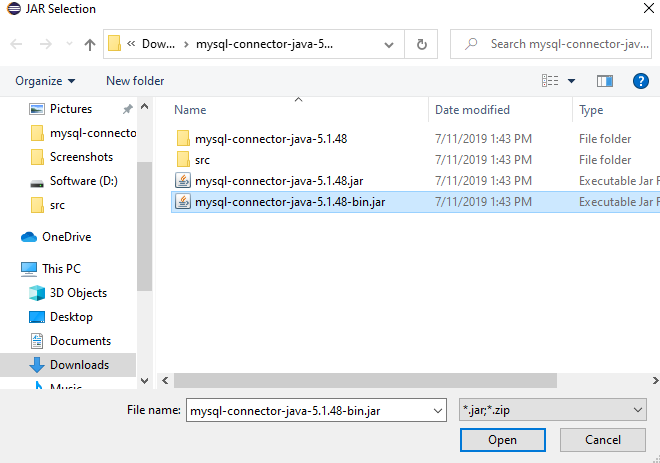 JAR Selection
« Dow... > mysql-connector-java-5...
Search mysql-connector-jav...
Organize
New folder
Name
Date modified
Type
Pictures
mysql-connecto
Screenshots
Software (D:)
src
OneDrive
This PC
3D Objects
Desktop
Documents
Downloads
Music
mysql-connector-java-5.1.48 7/11/2019 1:43 PM File folder
src 7/11/2019 1:43 PM File folder
mysql-connector-java-5.1.48.jar 7/11/2019 1:43 PM Executable Jar F
mysql-connector-java-5.1.48-bin.jar 7/11/2019 1:43 PM Executable Jar F
File name: mysql-connector-java-5.1.48-bin.jar
*.jar;*.zip
Open
Cancel